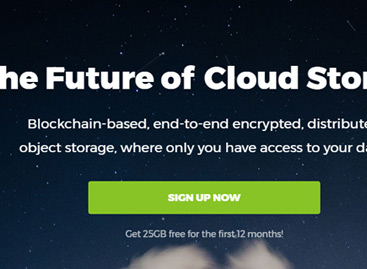 he Future of Cloud Stor
Blockchain-based, end-to-end encrypted, distribute
object storage, where only you have access to your da
SIGN UP NOW
Get 25GB free for the first 12 months!